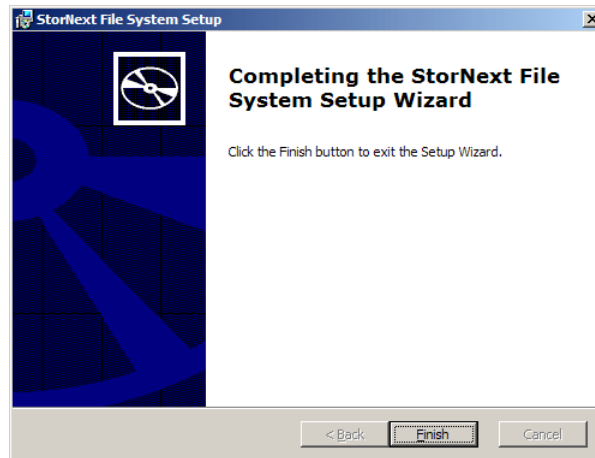 StorNext File System Setup
Completing the StorNext File
System Setup Wizard
Click the Finish button to exit the Setup Wizard.
< Back Finish Cancel